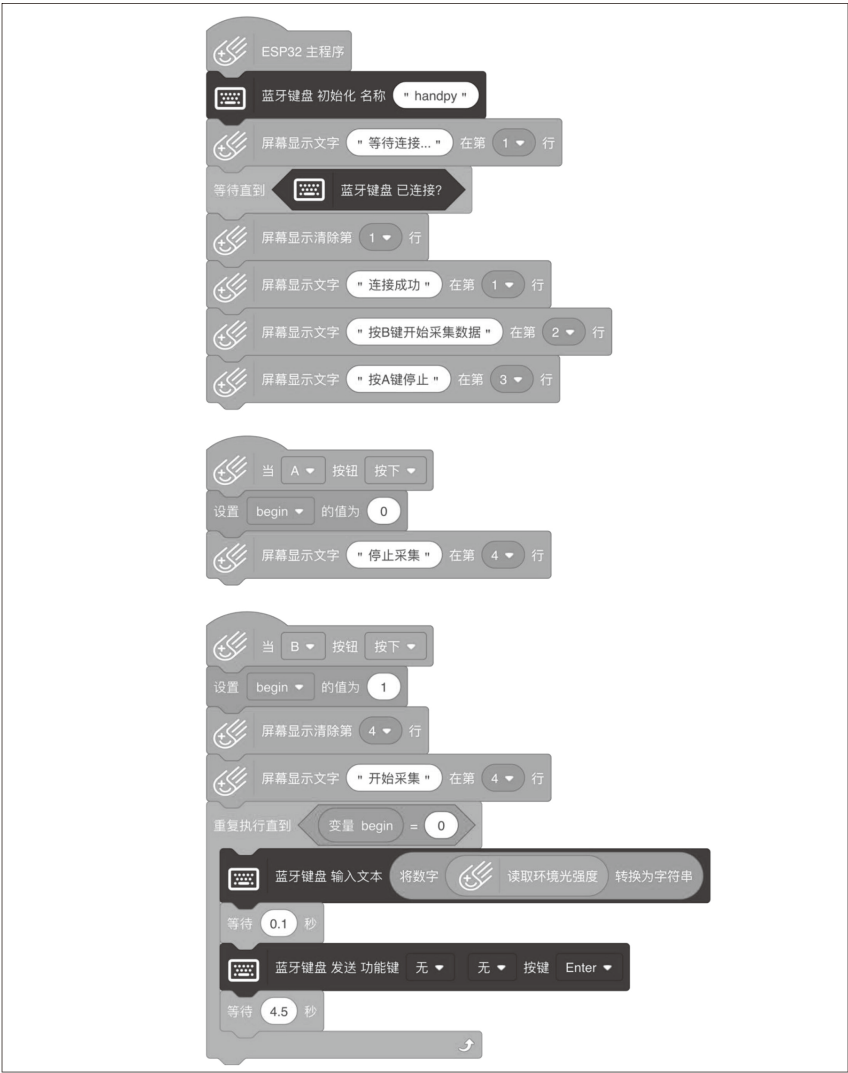 ESP32 主程序
蓝牙键盘 初始化 名称 " handpy "
屏幕显示文字 " 等待连接... " 在第 1 行
等待直到 蓝牙键盘 已连接?
屏幕显示清除第 1 行
屏幕显示文字 " 连接成功 " 在第 1 行
屏幕显示文字 " 按B键开始采集数据 " 在第 2 行
屏幕显示文字 " 按A键停止 " 在第 3 行
当 A 按钮 按下
设置 begin 的值为 0
屏幕显示文字 " 停止采集 " 在第 4 行
当 B 按钮 按下
设置 begin 的值为 1
屏幕显示清除第 4 行
屏幕显示文字 " 开始采集 " 在第 4 行
重复执行直到 变量 begin = 0
蓝牙键盘 输入文本 将数字 读取环境光强度 转换为字符串
等待 0.1 秒
蓝牙键盘 发送 功能键 无 无 按键 Enter
等待 4.5 秒